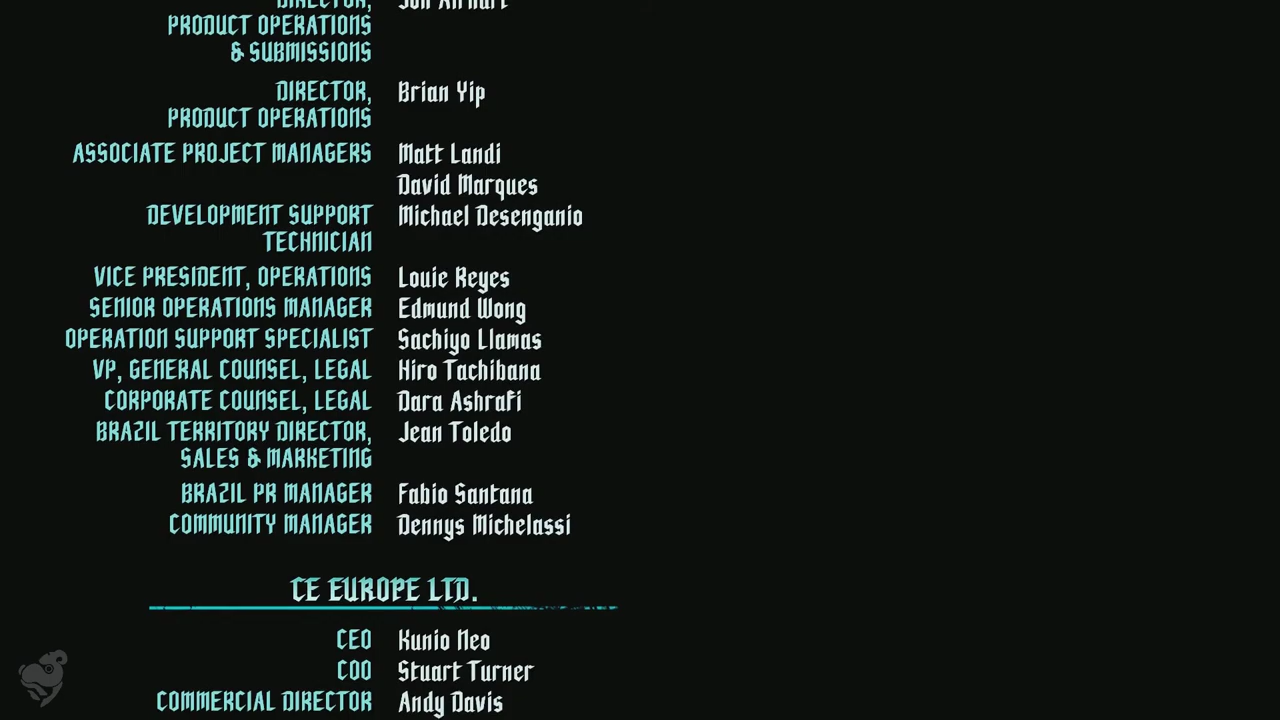 DIRECTOR,
PRODUCT OPERATIONS
& SUBMISSIONS
DIRECTOR, Brian Yip
PRODUCT OPERATIONS
ASSOCIATE PROJECT MANAGERS Matt Landi
David Marques
DEVELOPMENT SUPPORT Michael Desenganio
TECHNICIAN
VICE PRESIDENT, OPERATIONS Louie Reyes
SENIOR OPERATIONS MANAGER Edmund Wong
OPERATION SUPPORT SPECIALIST Sachiyo Llamas
VP, GENERAL COUNSEL, LEGAL Hiro Tachibana
CORPORATE COUNSEL, LEGAL Dara Ashrafi
BRAZIL TERRITORY DIRECTOR, Jean Toledo
SALES & MARKETING
BRAZIL PR MANAGER Fabio Santana
COMMUNITY MANAGER Dennys Michelassi
CE EUROPE LTD.
CEO Kunio Neo
COO Stuart Turner
COMMERCIAL DIRECTOR Andy Davis